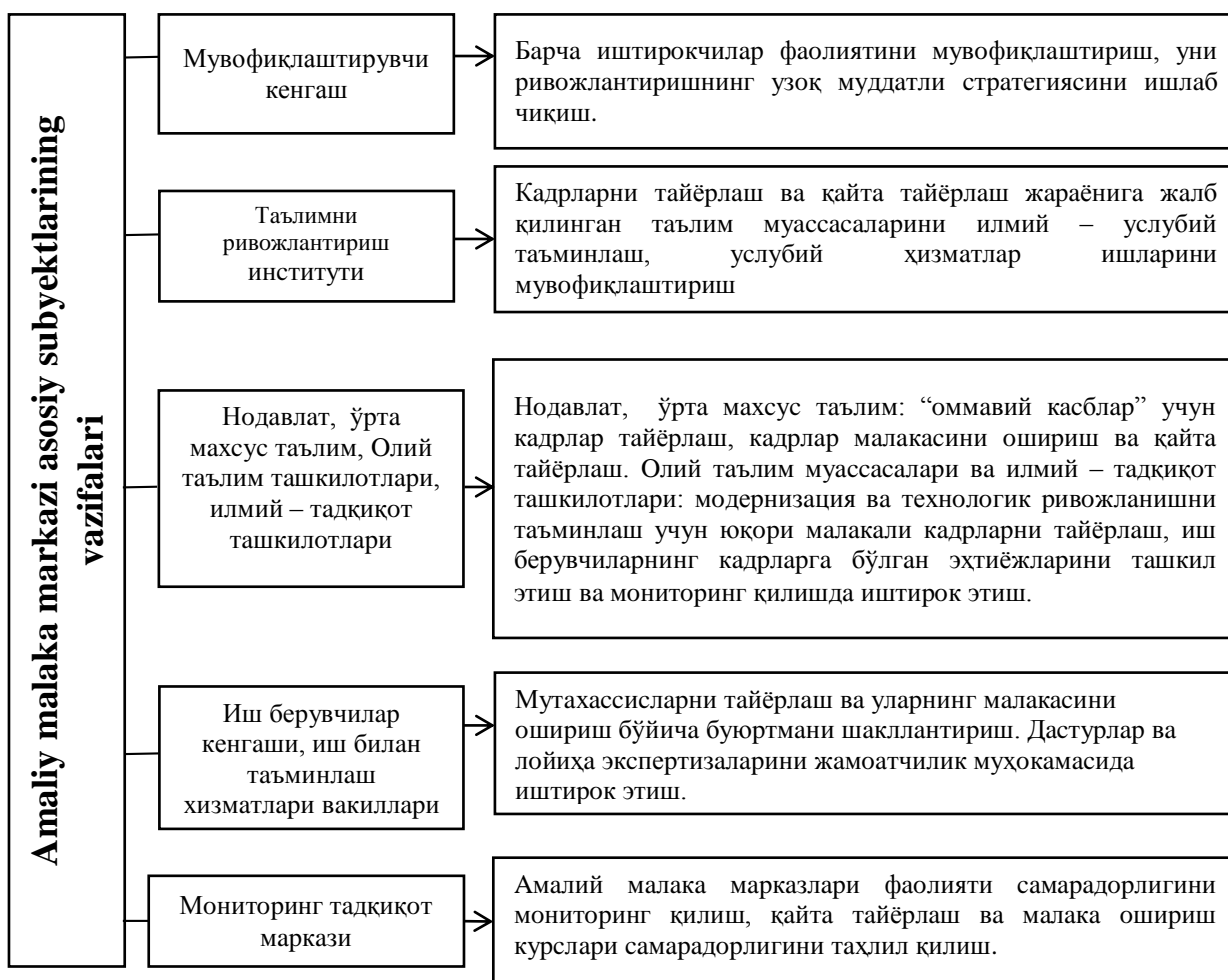 Amaliy malaka markazi asosiy subyektlarining
vazifalari
Мувофиқлаштирувчи
кенгаш
Барча иштирокчилар фаолиятини мувофиқлаштириш, уни
ривожлантиришнинг узоқ муддатли стратегиясини ишлаб
чиқиш.
Таълимни
ривожлантириш
институти
Кадрларни тайёрлаш ва қайта тайёрлаш жараёнига жалб
қилинган таълим муассасаларини илмий – услубий
таъминлаш, услубий ҳизматлар ишларини
мувофиқлаштириш
Нодавлат, ўрта
махсус таълим, Олий
таълим ташкилотлари,
илмий – тадқиқот
ташкилотлари
Нодавлат, ўрта махсус таълим: “оммавий касблар” учун
кадрлар тайёрлаш, кадрлар малакасини ошириш ва қайта
тайёрлаш. Олий таълим муассасалари ва илмий – тадқиқот
ташкилотлари: модернизация ва технологик ривожланишни
таъминлаш учун юқори малакали кадрларни тайёрлаш, иш
берувчиларнинг кадрларга бўлган эҳтиёжларини ташкил
этиш ва мониторинг қилишда иштирок этиш.
Иш берувчилар
кенгаши, иш билан
таъминлаш
хизматлари вакиллари
Мутахассисларни тайёрлаш ва уларнинг малакасини
ошириш бўйича буюртмани шакллантириш. Дастурлар ва
лойиҳа экспертизаларини жамоатчилик муҳокамасида
иштирок этиш.
Мониторинг тадқиқот
маркази
Амалий малака марказлари фаолияти самарадорлигини
мониторинг қилиш, қайта тайёрлаш ва малака ошириш
курслари самарадорлигини таҳлил қилиш.